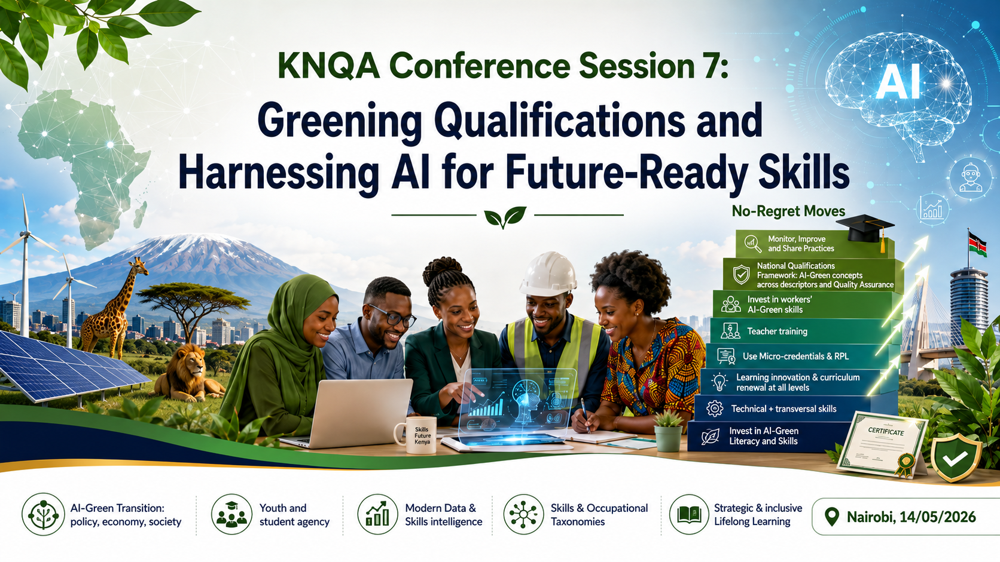 KNQA Conference Session 7:
Greening Qualifications and
Harnessing AI for Future-Ready Skills
AI
No-Regret Moves
Monitor, Improve
and Share Practices
National Qualifications
Framework: AI-Green concepts
across descriptors and Quality Assurance
Invest in workers'
AI-Green skills
Teacher training
Use Micro-credentials & RPL
Learning innovation & curriculum
renewal at all levels
Technical + transversal skills
Invest in AI-Green
Literacy and Skills
Skills
Future
Kenya
CERTIFICATE
AI-Green Transition:
policy, economy, society
Youth and
student agency
Modern Data &
Skills intelligence
Skills & Occupational
Taxonomies
Strategic & inclusive
Lifelong Learning
Nairobi, 14/05/2026